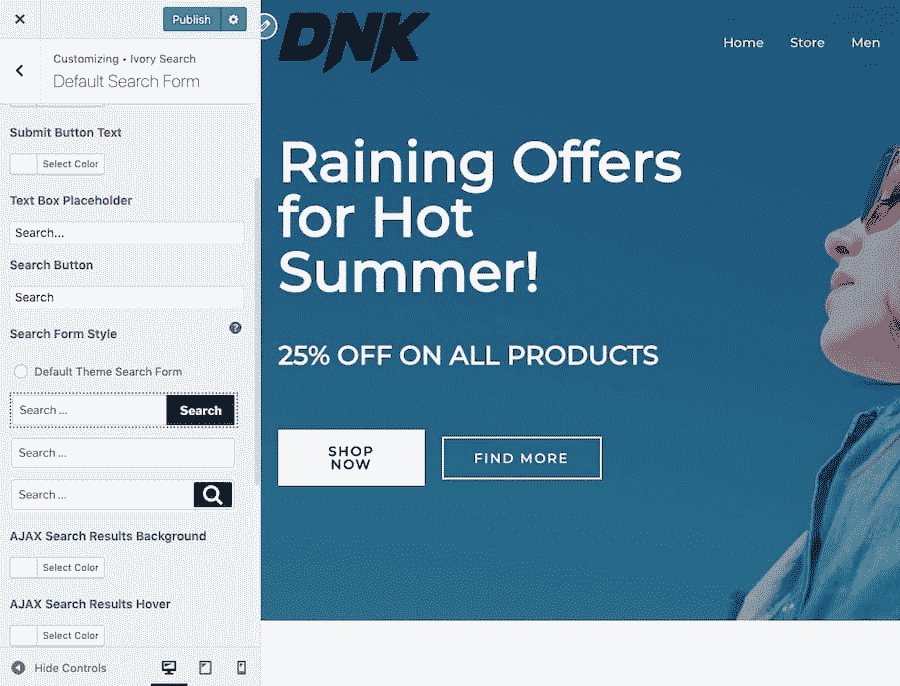 Publish
Customizing • Ivory Search
Default Search Form
Submit Button Text
Select Color
Text Box Placeholder
Search...
Search Button
Search
Search Form Style
?
Default Theme Search Form
Search ...
Search
Search ...
Search ...
AJAX Search Results Background
Select Color
AJAX Search Results Hover
Select Color
Hide Controls
DNK
Home
Store
Men
Raining Offers
for Hot
Summer!
25% OFF ON ALL PRODUCTS
SHOP
NOW
FIND MORE